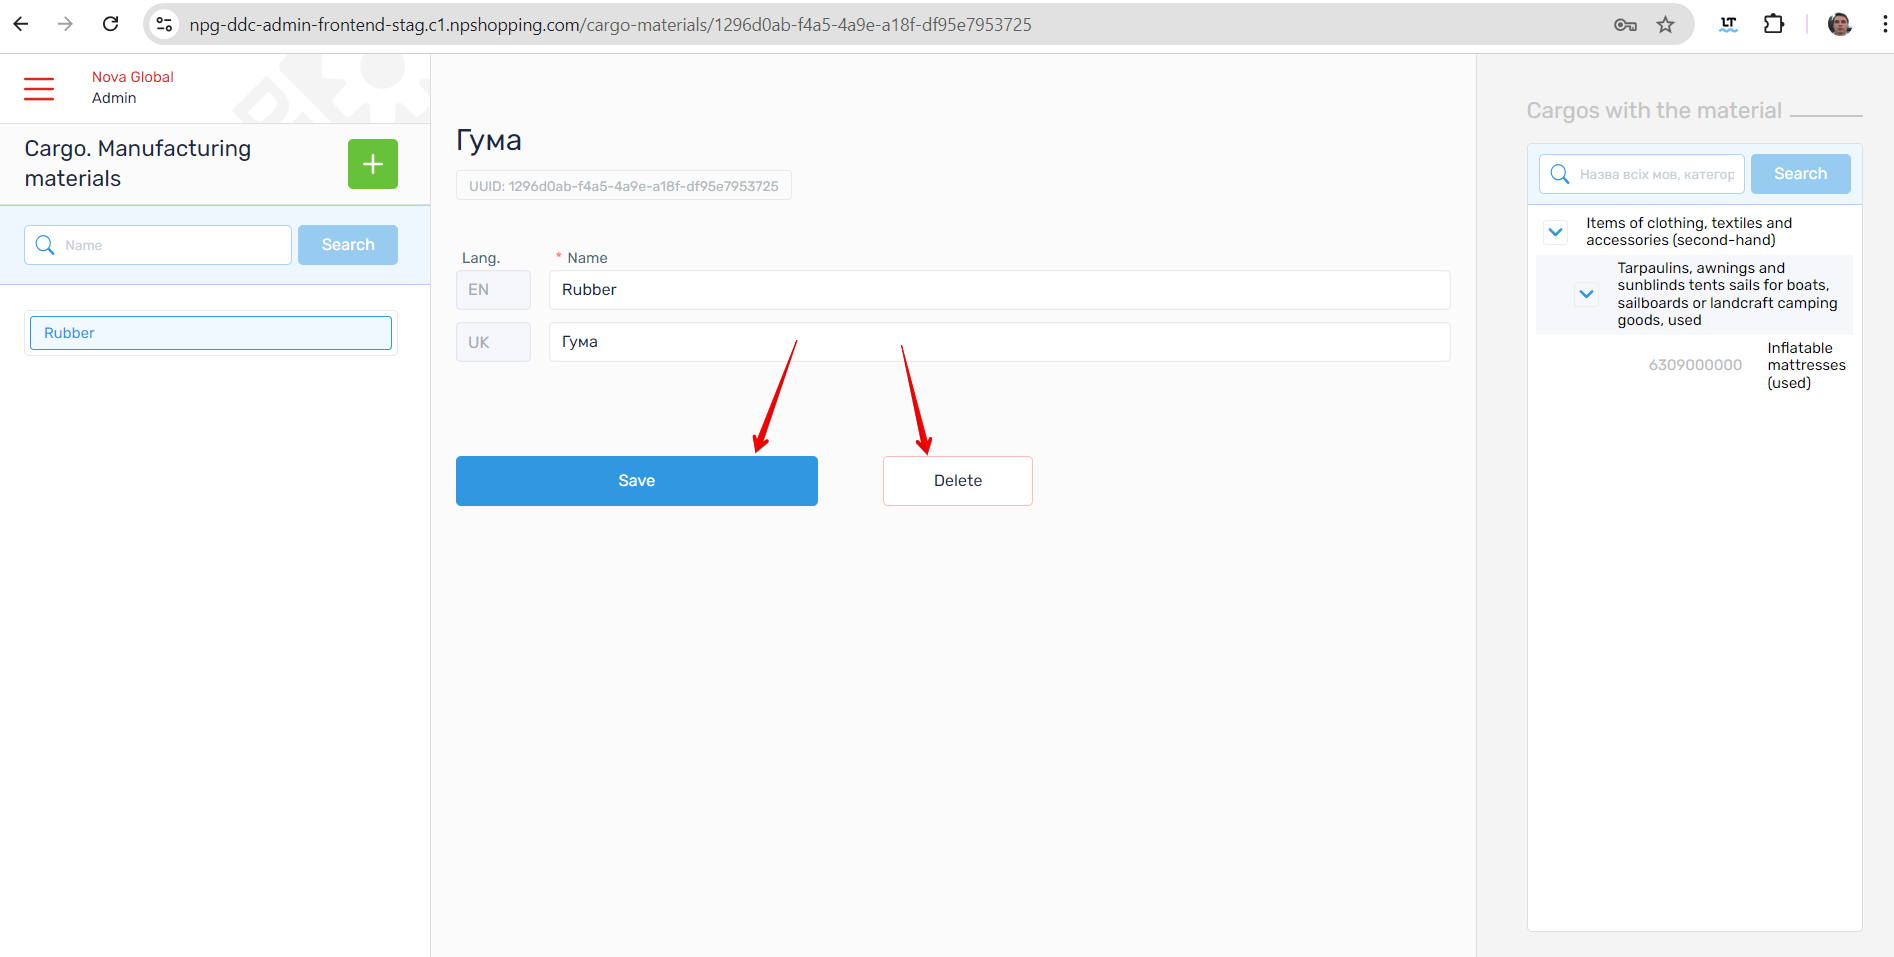 npg-ddc-admin-frontend-stag.c1.npshopping.com/cargo-materials/1296d0ab-f4a5-4a9e-a18f-df95e7953725
LT
Nova Global
Admin
Cargo. Manufacturing
materials
+
Name
Search
Rubber
Гума
UUID: 1296d0ab-f4a5-4a9e-a18f-df95e7953725
Lang.
* Name
EN
Rubber
UK
Гума
Save
Delete
Cargos with the material
Назва всіх мов, категор
Search
Items of clothing, textiles and
accessories (second-hand)
Tarpaulins, awnings and
sunblinds tents sails for boats,
sailboards or landcraft camping
goods, used
6309000000
Inflatable
mattresses
(used)